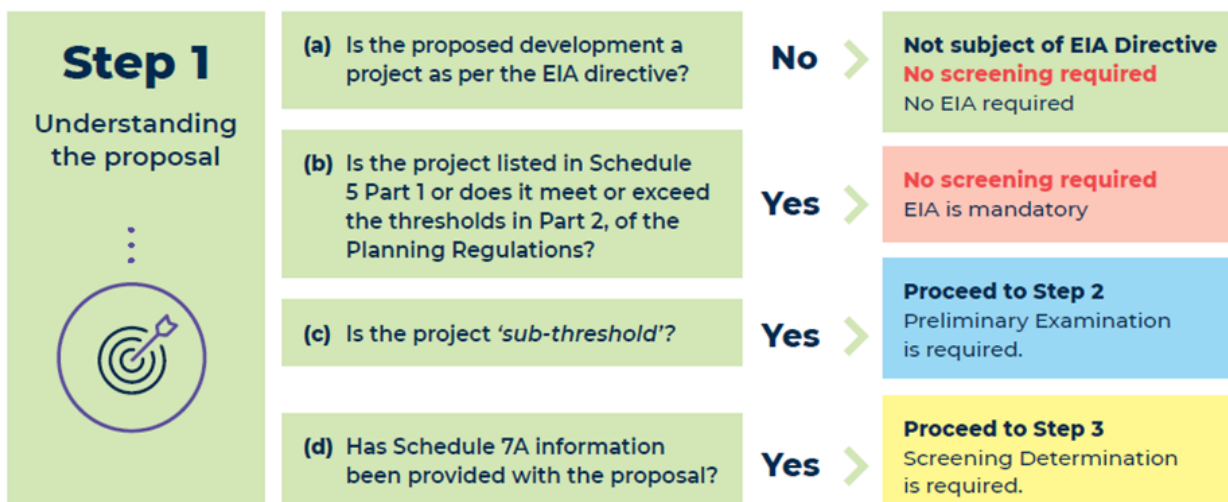 Step 1
Understanding
the proposal
(a) Is the proposed development a
project as per the EIA directive?
No
Not subject of EIA Directive
No screening required
No EIA required
(b) Is the project listed in Schedule
5 Part 1 or does it meet or exceed
the thresholds in Part 2, of the
Planning Regulations?
Yes
No screening required
EIA is mandatory
(c) Is the project ‘sub-threshold’?
Yes
Proceed to Step 2
Preliminary Examination
is required.
(d) Has Schedule 7A information
been provided with the proposal?
Yes
Proceed to Step 3
Screening Determination
is required.